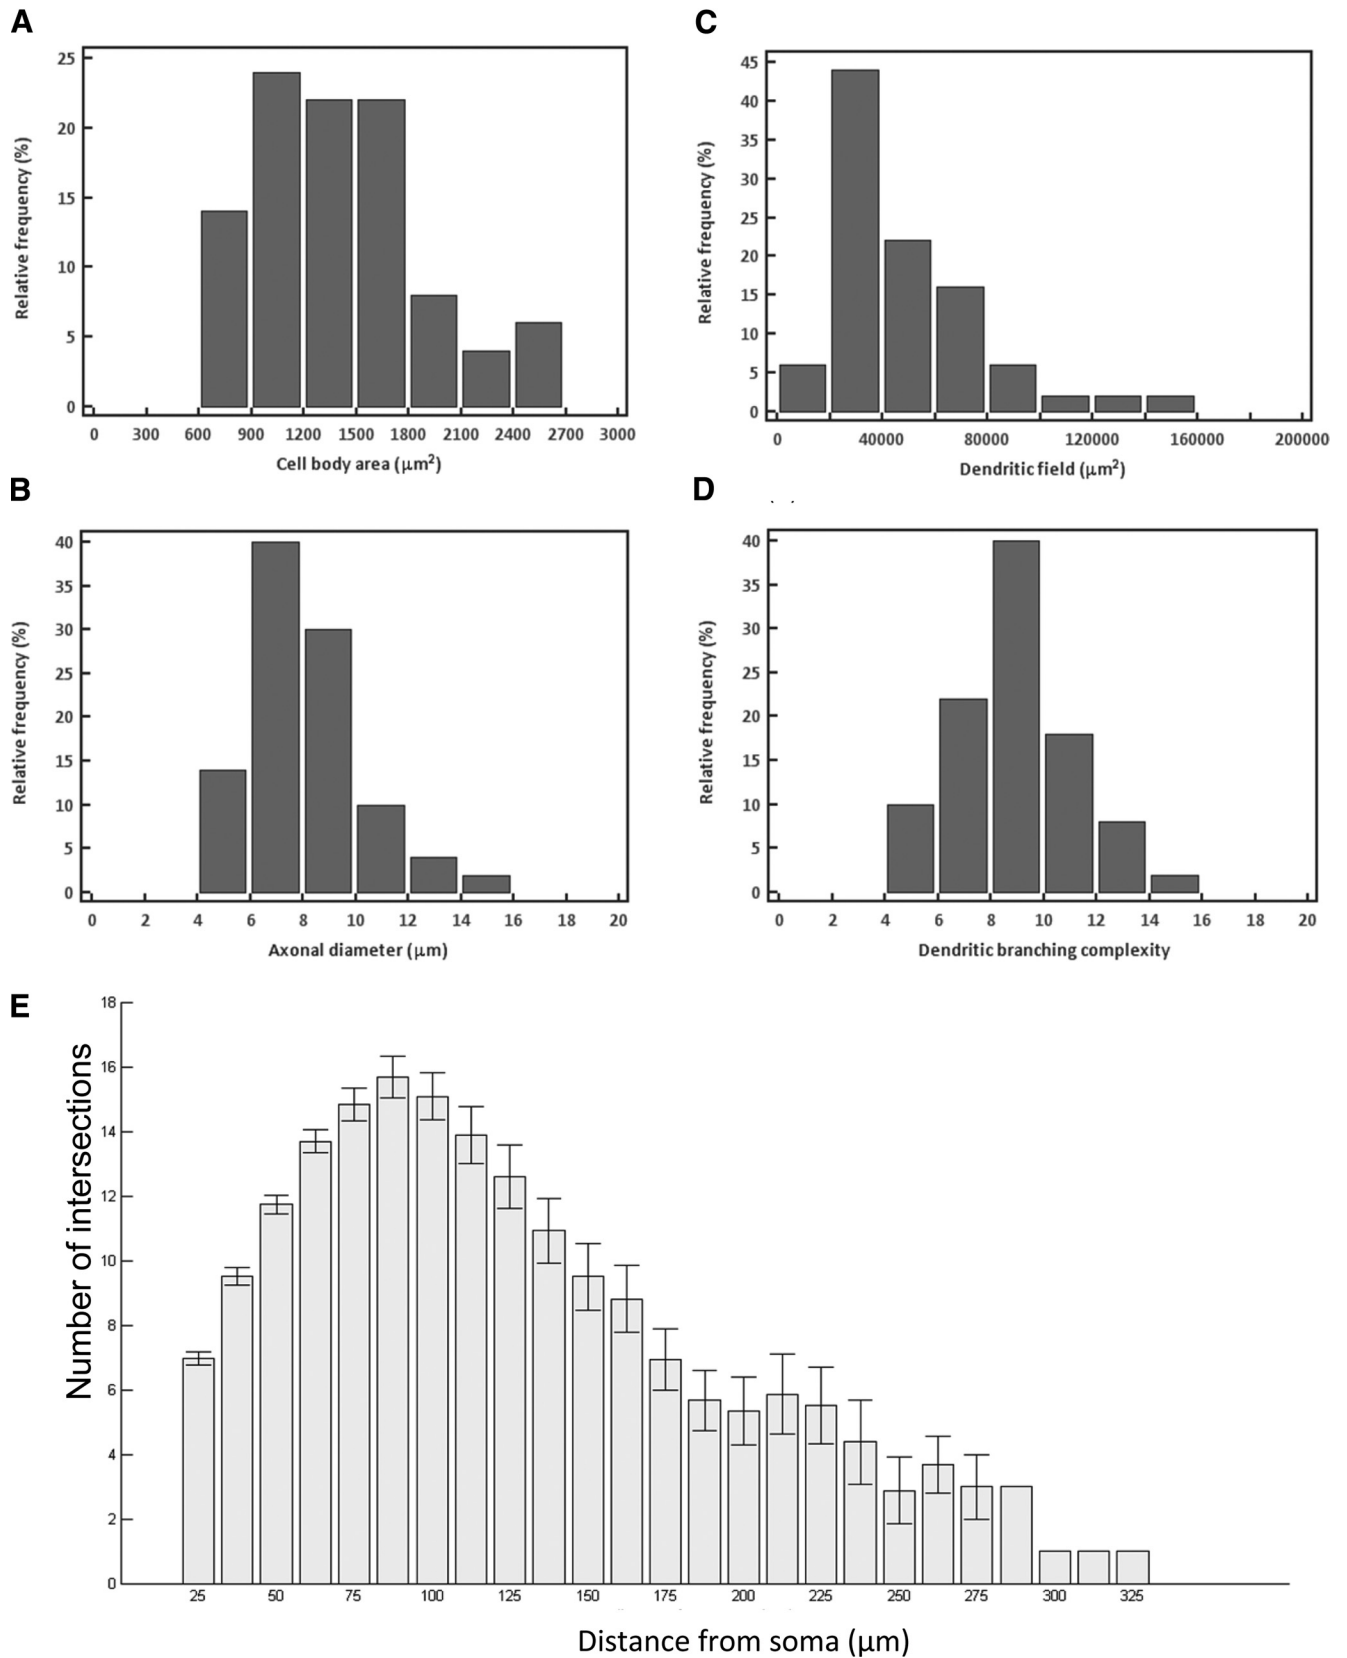 A
25
20
15
10
5
0
Relative frequency (%)
0 300 600 900 1200 1500 1800 2100 2400 2700 3000
Cell body area (µm²)
C
45
40
35
30
25
20
15
10
5
0
Relative frequency (%)
0 40000 80000 120000 160000 200000
Dendritic field (µm²)
B
40
35
30
25
20
15
10
5
0
Relative frequency (%)
0 2 4 6 8 10 12 14 16 18 20
Axonal diameter (µm)
D
40
35
30
25
20
15
10
5
0
Relative frequency (%)
0 2 4 6 8 10 12 14 16 18 20
Dendritic branching complexity
E
18
16
14
12
10
8
6
4
2
0
Number of intersections
25 50 75 100 125 150 175 200 225 250 275 300 325
Distance from soma (µm)